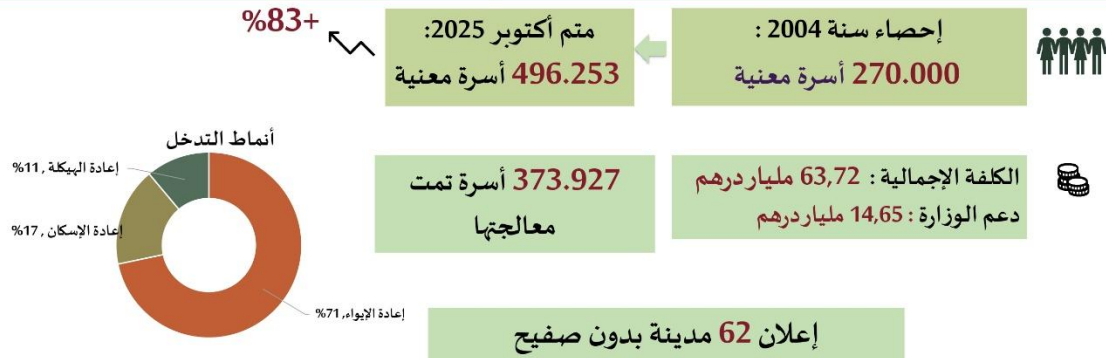 إحصاء سنة 2004 :
270.000 أسرة معنية
متم أكتوبر 2025:
496.253 أسرة معنية
%83+
الكلفة الإجمالية : 63,72 مليار درهم
دعم الوزارة : 14,65 مليار درهم
373.927 أسرة تمت
معالجتها
أنماط التدخل
إعادة الهيكلة , 11%
إعادة الإسكان , 17%
إعادة الإيواء, 71%
إعلان 62 مدينة بدون صفيح